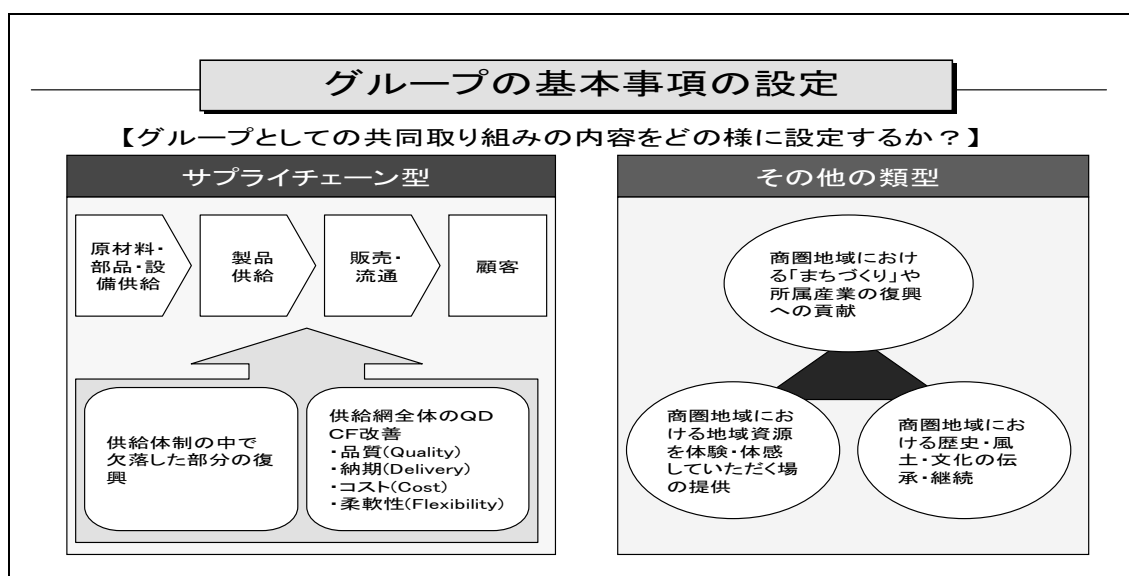 グループの基本事項の設定
【グループとしての共同取り組みの内容をどの様に設定するか？】
サプライチェーン型
原材料・
部品・設
備供給
製品
供給
販売・
流通
顧客
供給体制の中で
欠落した部分の復
興
供給網全体のQD
CF改善
・品質(Quality)
・納期(Delivery)
・コスト(Cost)
・柔軟性(Flexibility)
その他の類型
商圏地域におけ
る「まちづくり」や
所属産業の復興
への貢献
商圏地域にお
ける地域資源
を体験・体感
していただく場
の提供
商圏地域にお
ける歴史・風
土・文化の伝
承・継続